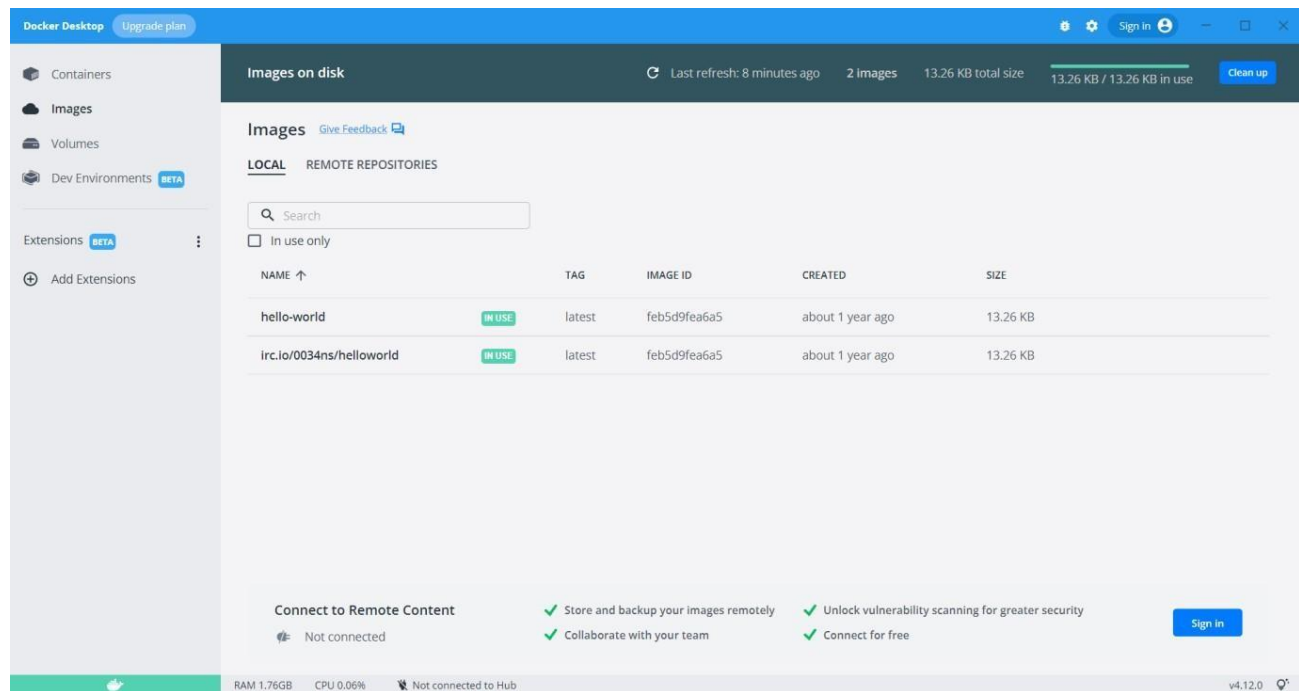 Docker Desktop Upgrade plan Sign in
Containers
Images
Volumes
Dev Environments BETA
Extensions BETA
Add Extensions
Images on disk Last refresh: 8 minutes ago 2 images 13.26 KB total size 13.26 KB / 13.26 KB in use Clean up
Images Give Feedback
LOCAL REMOTE REPOSITORIES
Search
In use only
NAME TAG IMAGE ID CREATED SIZE
hello-world IN USE latest feb5d9fea6a5 about 1 year ago 13.26 KB
irc.io/0034ns/helloworld IN USE latest feb5d9fea6a5 about 1 year ago 13.26 KB
Connect to Remote Content
Not connected
Store and backup your images remotely
Collaborate with your team
Unlock vulnerability scanning for greater security
Connect for free
Sign in
RAM 1.76GB CPU 0.06% Not connected to Hub v4.12.0